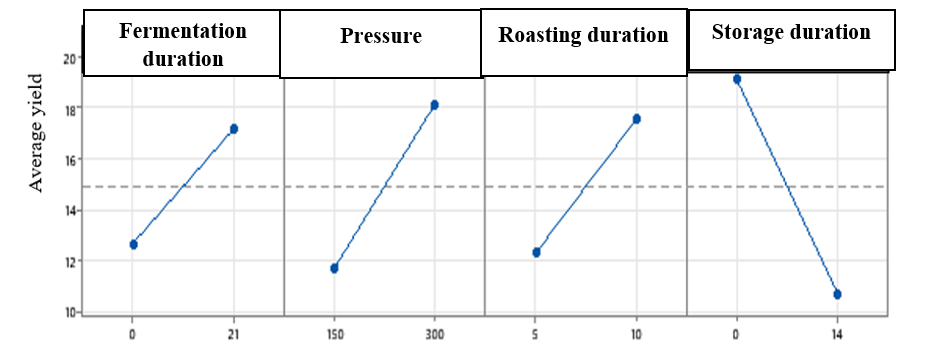 Fermentation
duration
Pressure
Roasting duration
Storage duration
Average yield
20
18
16
14
12
10
0 21 150 300 5 10 0 14